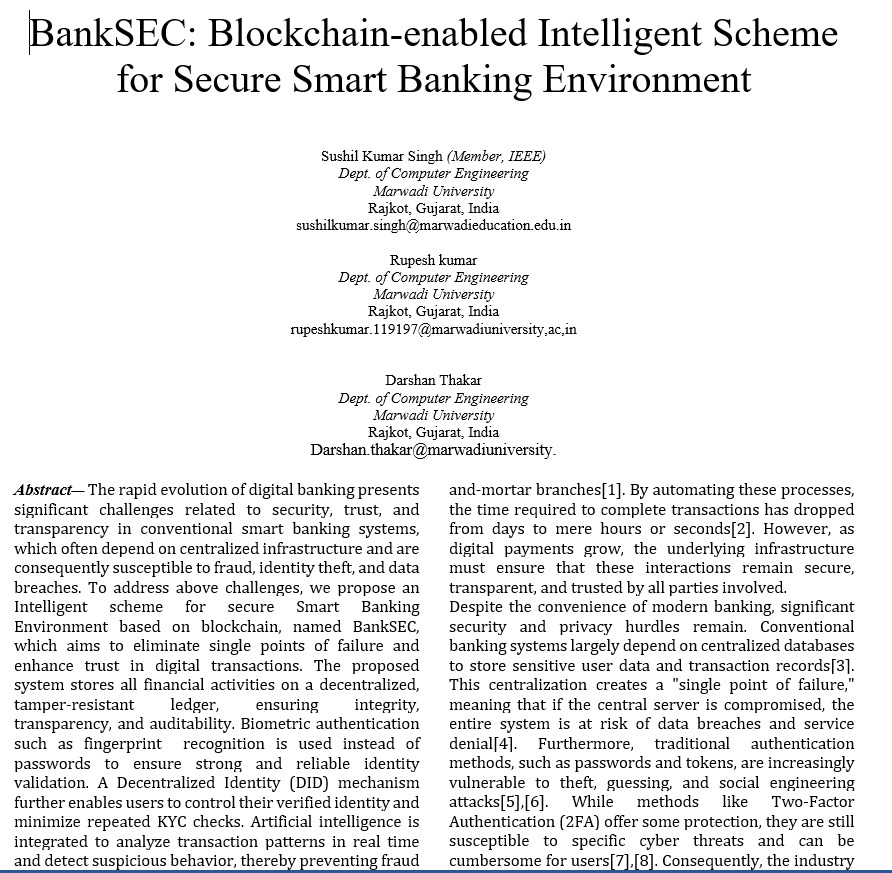 BankSEC: Blockchain-enabled Intelligent Scheme
for Secure Smart Banking Environment
Sushil Kumar Singh (Member, IEEE)
Dept. of Computer Engineering
Marwadi University
Rajkot, Gujarat, India
sushilkumar.singh@marwadieducation.edu.in
Rupesh kumar
Dept. of Computer Engineering
Marwadi University
Rajkot, Gujarat, India
rupeshkumar.119197@marwadiuniversity,ac,in
Darshan Thakar
Dept. of Computer Engineering
Marwadi University
Rajkot, Gujarat, India
Darshan.thakar@marwadiuniversity.
Abstract— The rapid evolution of digital banking presents
significant challenges related to security, trust, and
transparency in conventional smart banking systems,
which often depend on centralized infrastructure and are
consequently susceptible to fraud, identity theft, and data
breaches. To address above challenges, we propose an
Intelligent scheme for secure Smart Banking
Environment based on blockchain, named BankSEC,
which aims to eliminate single points of failure and
enhance trust in digital transactions. The proposed
system stores all financial activities on a decentralized,
tamper-resistant ledger, ensuring integrity,
transparency, and auditability. Biometric authentication
such as fingerprint recognition is used instead of
passwords to ensure strong and reliable identity
validation. A Decentralized Identity (DID) mechanism
further enables users to control their verified identity and
minimize repeated KYC checks. Artificial intelligence is
integrated to analyze transaction patterns in real time
and detect suspicious behavior, thereby preventing fraud
and-mortar branches[1]. By automating these processes,
the time required to complete transactions has dropped
from days to mere hours or seconds[2]. However, as
digital payments grow, the underlying infrastructure
must ensure that these interactions remain secure,
transparent, and trusted by all parties involved.
Despite the convenience of modern banking, significant
security and privacy hurdles remain. Conventional
banking systems largely depend on centralized databases
to store sensitive user data and transaction records[3].
This centralization creates a "single point of failure,"
meaning that if the central server is compromised, the
entire system is at risk of data breaches and service
denial[4]. Furthermore, traditional authentication
methods, such as passwords and tokens, are increasingly
vulnerable to theft, guessing, and social engineering
attacks[5],[6]. While methods like Two-Factor
Authentication (2FA) offer some protection, they are still
susceptible to specific cyber threats and can be
cumbersome for users[7],[8]. Consequently, the industry